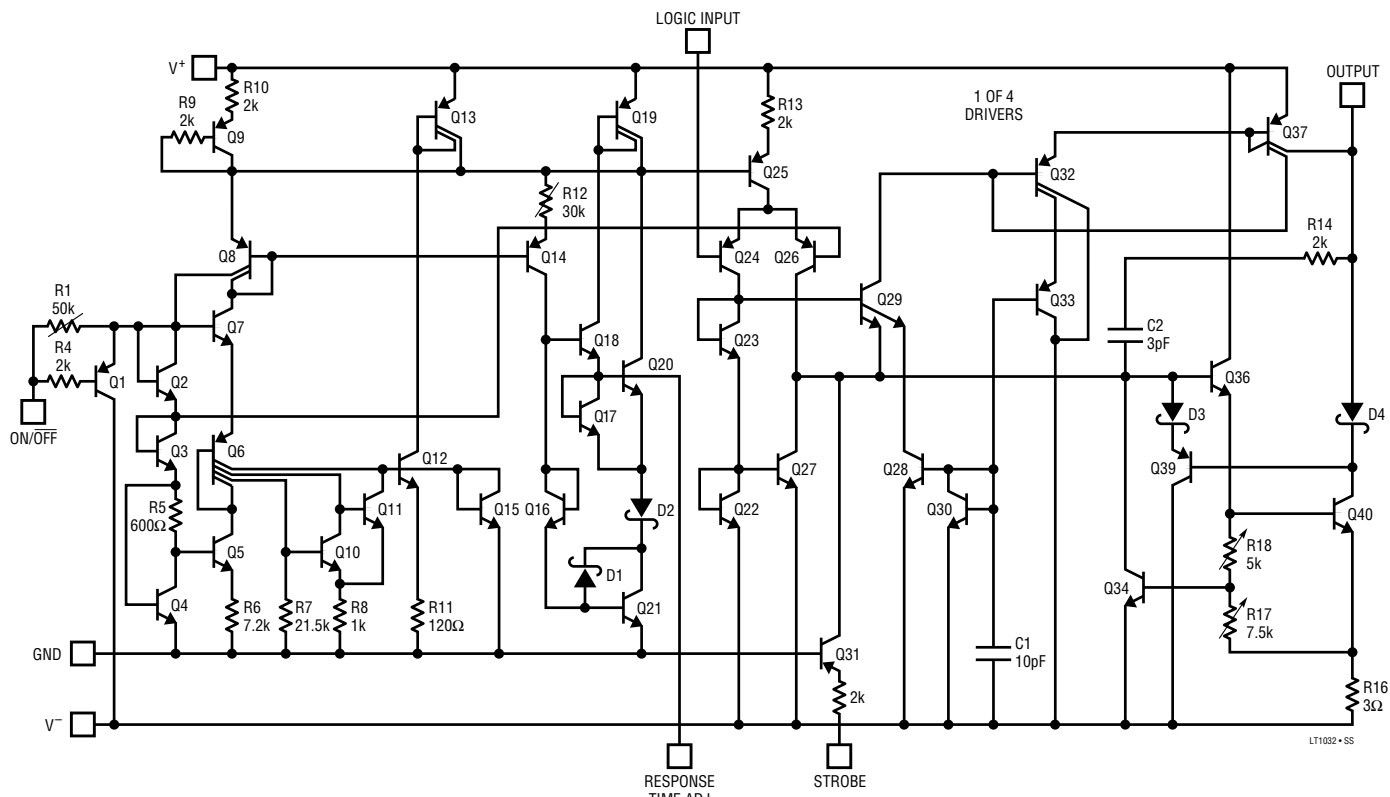 LOGIC INPUT
V+
R10
2k
R9
2k
Q9
Q13
Q19
R13
2k
1 OF 4
DRIVERS
OUTPUT
Q37
Q25
Q32
R12
30k
Q8
Q14
Q24
Q26
R14
2k
R1
50k
Q7
Q29
Q33
R4
2k
Q18
Q23
C2
3pF
Q1
Q2
Q20
Q36
ON/OFF
Q17
D3
D4
Q3
Q6
Q12
Q27
Q28
Q39
R5
600Ω
Q11
Q15
Q16
D2
Q22
Q30
Q40
Q5
Q10
R18
5k
D1
Q34
Q4
R6
7.2k
R7
21.5k
R8
1k
R11
120Ω
Q21
R17
7.5k
GND
Q31
C1
10pF
2k
R16
3Ω
V−
LT1032 • SS
RESPONSE
STROBE